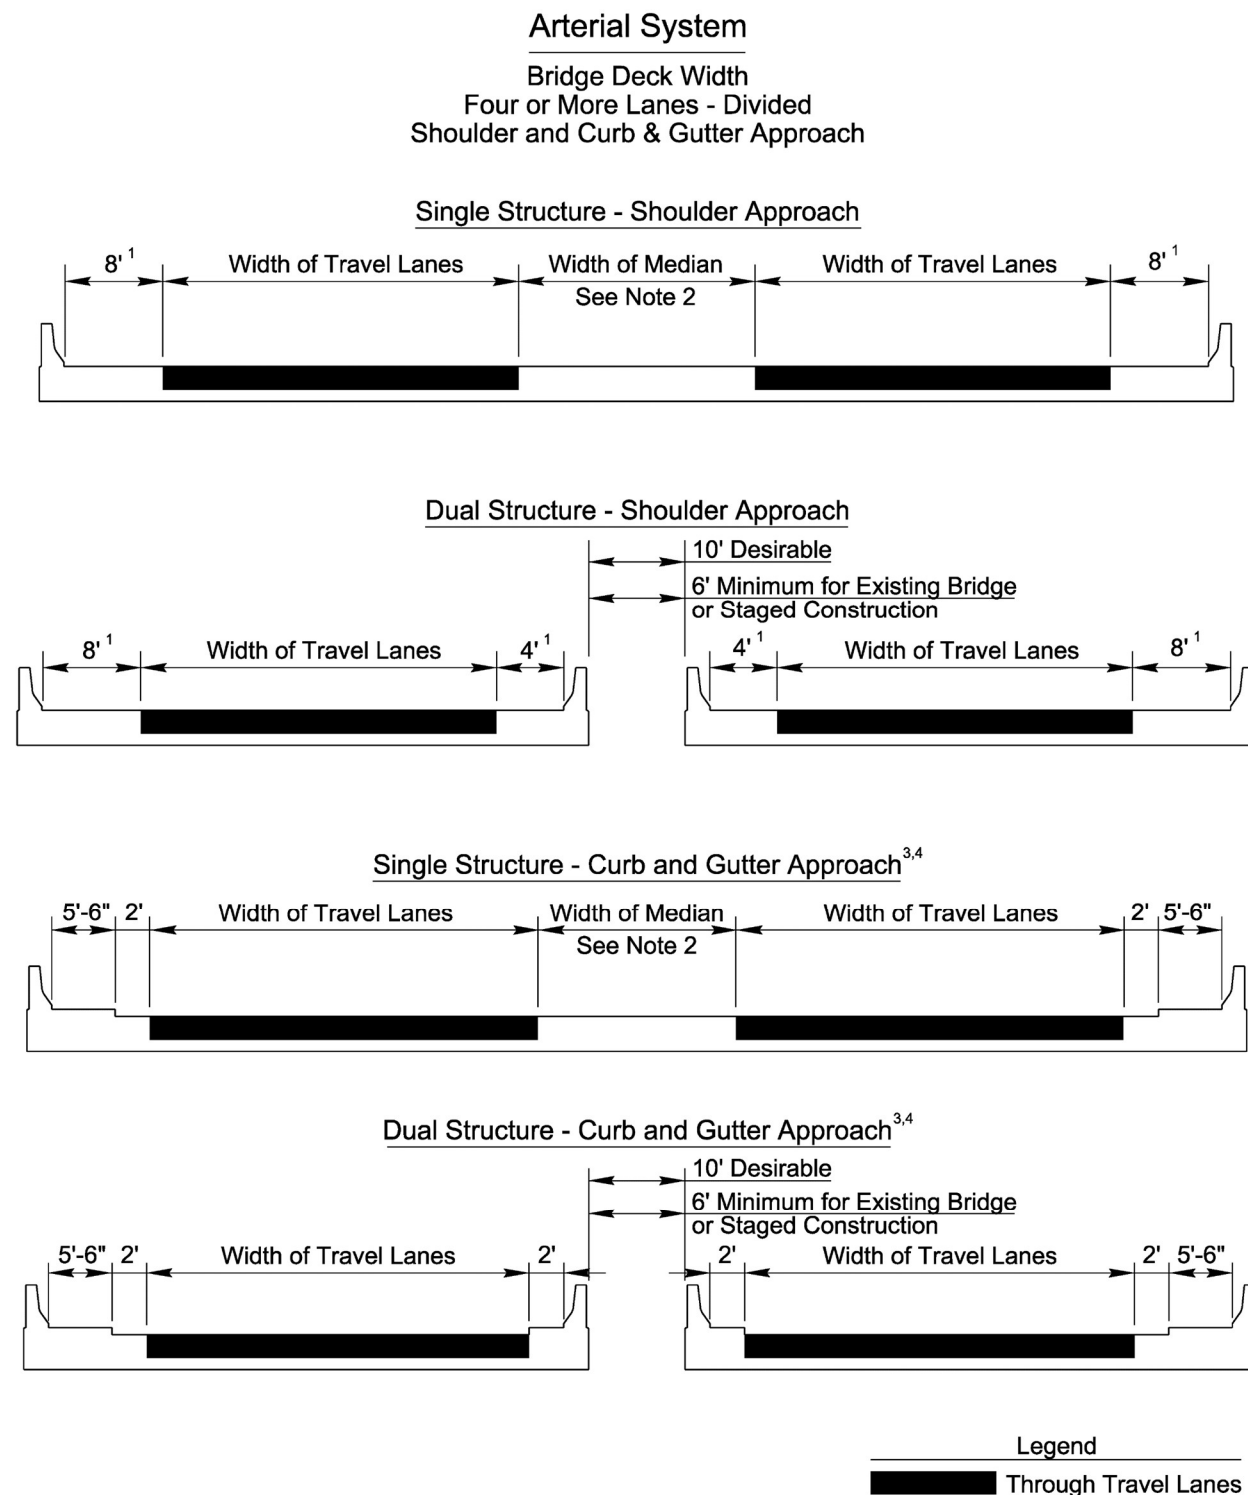 Arterial System
Bridge Deck Width
Four or More Lanes - Divided
Shoulder and Curb & Gutter Approach
Single Structure - Shoulder Approach
8' 1 Width of Travel Lanes Width of Median Width of Travel Lanes 8' 1
See Note 2
Dual Structure - Shoulder Approach
10' Desirable
6' Minimum for Existing Bridge
or Staged Construction
8' 1 Width of Travel Lanes 4' 1 4' 1 Width of Travel Lanes 8' 1
Single Structure - Curb and Gutter Approach3,4
5'-6" 2' Width of Travel Lanes Width of Median Width of Travel Lanes 2' 5'-6"
See Note 2
Dual Structure - Curb and Gutter Approach3,4
10' Desirable
6' Minimum for Existing Bridge
or Staged Construction
5'-6" 2' Width of Travel Lanes 2' 2' Width of Travel Lanes 2' 5'-6"
Legend
Through Travel Lanes